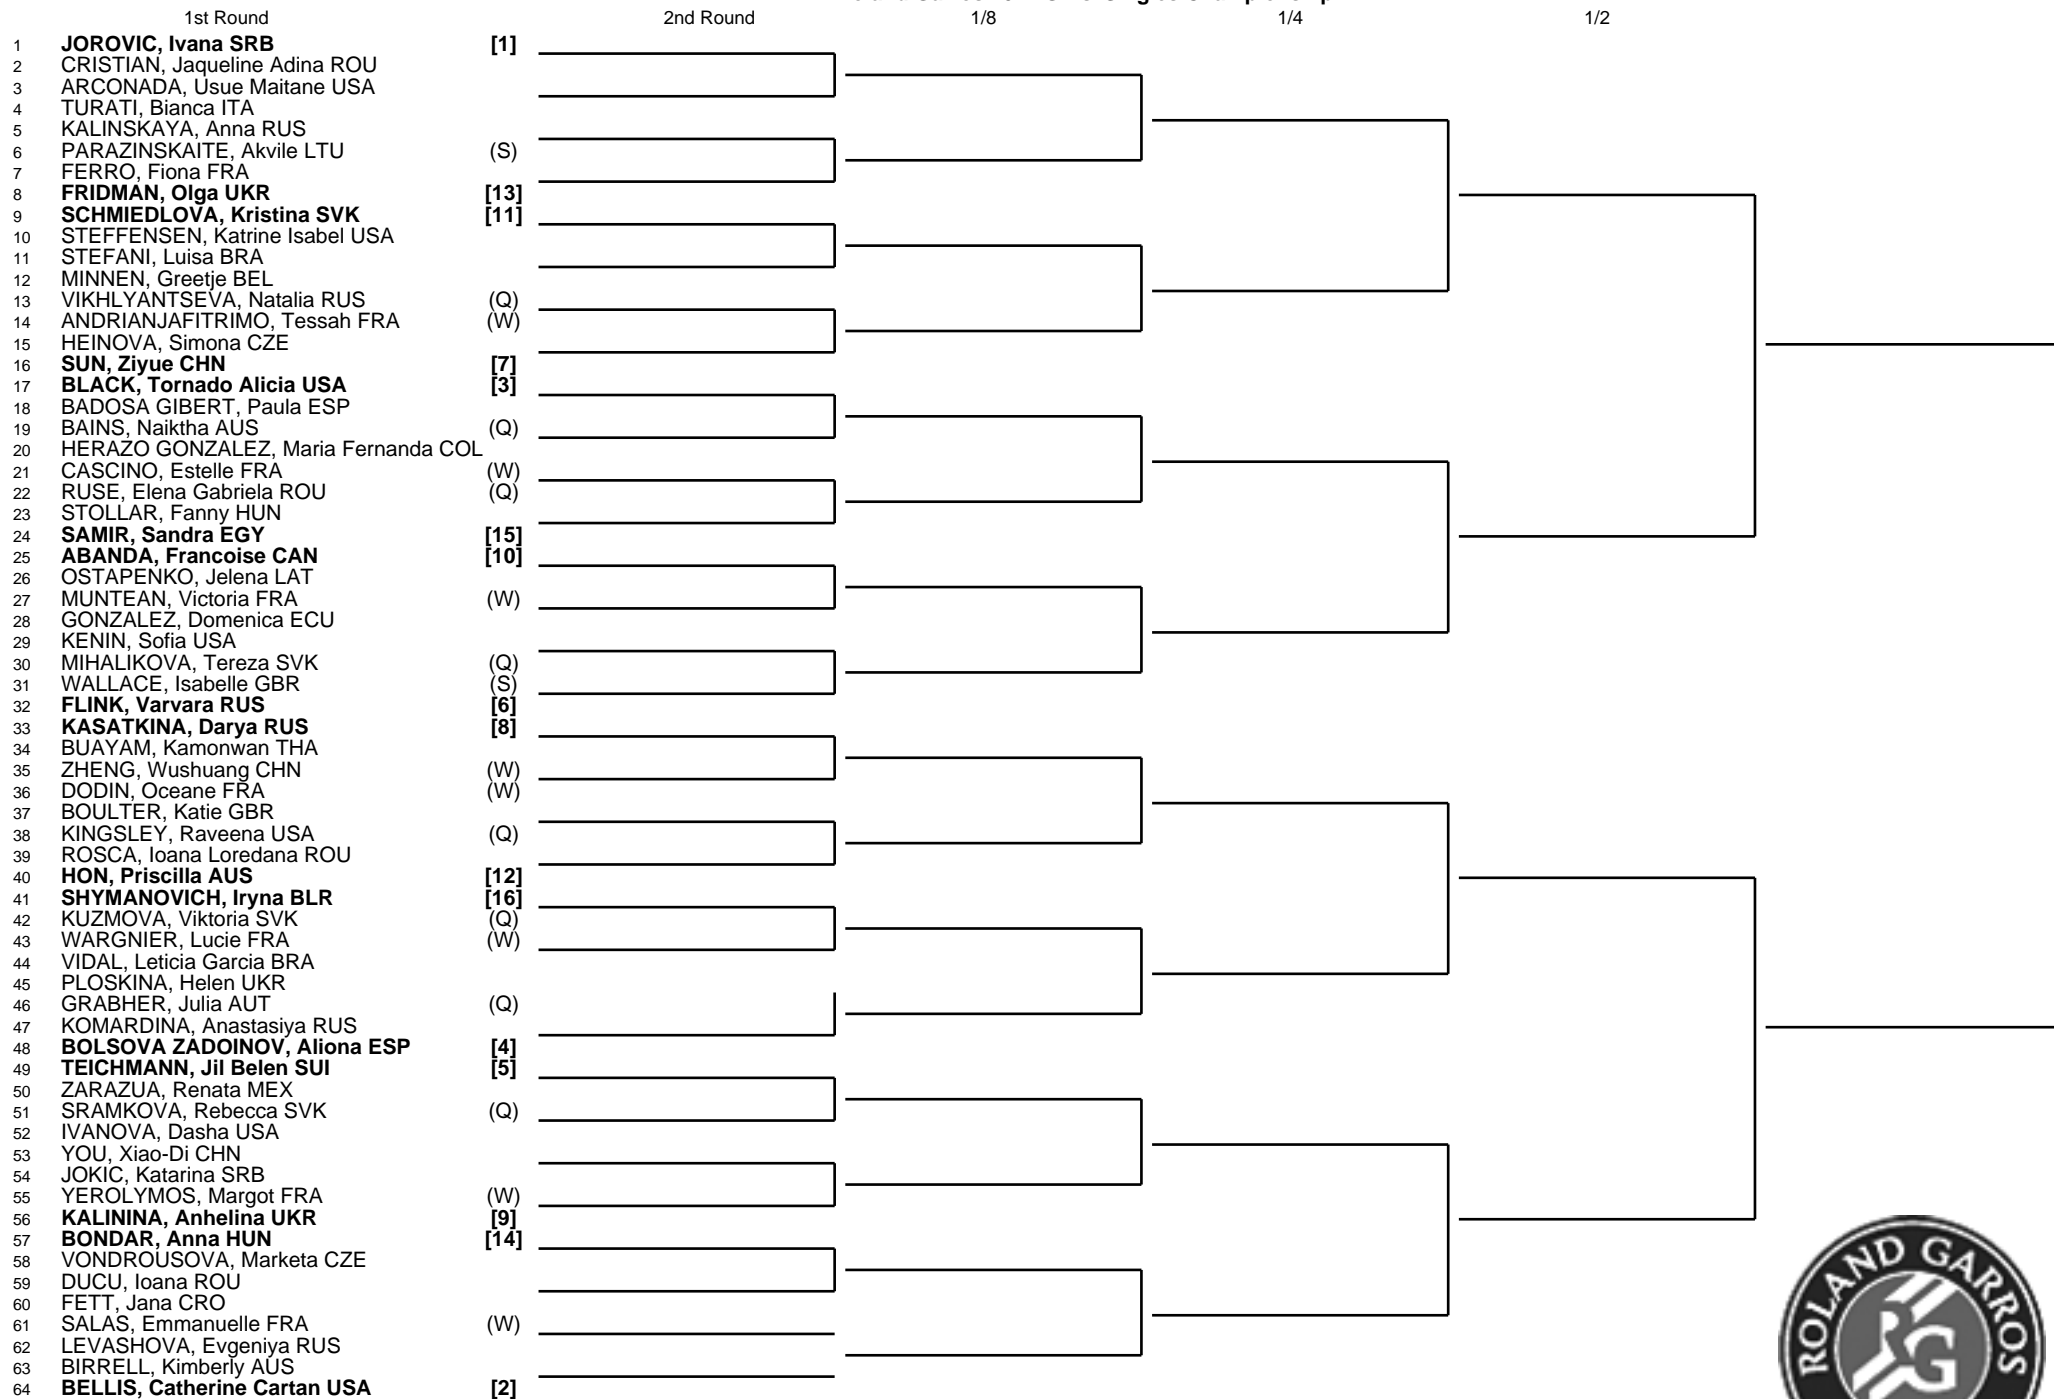 1st Round 2nd Round 1/8 1/4 1/2
1 JOROVIC, Ivana SRB [1]
2 CRISTIAN, Jaqueline Adina ROU
3 ARCONADA, Usue Maitane USA
4 TURATI, Bianca ITA
5 KALINSKAYA, Anna RUS
6 PARAZINSKAITE, Akvile LTU (S)
7 FERRO, Fiona FRA
8 FRIDMAN, Olga UKR [13]
9 SCHMIEDLOVA, Kristina SVK [11]
10 STEFFENSEN, Katrine Isabel USA
11 STEFANI, Luisa BRA
12 MINNEN, Greetje BEL
13 VIKHLYANTSEVA, Natalia RUS (Q)
14 ANDRIANJAFITRIMO, Tessah FRA (W)
15 HEINOVA, Simona CZE
16 SUN, Ziyue CHN [7]
17 BLACK, Tornado Alicia USA [3]
18 BADOSA GIBERT, Paula ESP
19 BAINS, Naiktha AUS (Q)
20 HERAZO GONZALEZ, Maria Fernanda COL
21 CASCINO, Estelle FRA (W)
22 RUSE, Elena Gabriela ROU (Q)
23 STOLLAR, Fanny HUN
24 SAMIR, Sandra EGY [15]
25 ABANDA, Francoise CAN [10]
26 OSTAPENKO, Jelena LAT
27 MUNTEAN, Victoria FRA (W)
28 GONZALEZ, Domenica ECU
29 KENIN, Sofia USA
30 MIHALIKOVA, Tereza SVK (Q)
31 WALLACE, Isabelle GBR (S)
32 FLINK, Varvara RUS [6]
33 KASATKINA, Darya RUS [8]
34 BUAYAM, Kamonwan THA
35 ZHENG, Wushuang CHN (W)
36 DODIN, Oceane FRA (W)
37 BOULTER, Katie GBR
38 KINGSLEY, Raveena USA (Q)
39 ROSCA, Ioana Loredana ROU
40 HON, Priscilla AUS [12]
41 SHYMANOVICH, Iryna BLR [16]
42 KUZMOVA, Viktoria SVK (Q)
43 WARGNIER, Lucie FRA (W)
44 VIDAL, Leticia Garcia BRA
45 PLOSKINA, Helen UKR
46 GRABHER, Julia AUT (Q)
47 KOMARDINA, Anastasiya RUS
48 BOLSOVA ZADOINOV, Aliona ESP [4]
49 TEICHMANN, Jil Belen SUI [5]
50 ZARAZUA, Renata MEX
51 SRAMKOVA, Rebecca SVK (Q)
52 IVANOVA, Dasha USA
53 YOU, Xiao-Di CHN
54 JOKIC, Katarina SRB
55 YEROLYMOS, Margot FRA (W)
56 KALININA, Anhelina UKR [9]
57 BONDAR, Anna HUN [14]
58 VONDROUSOVA, Marketa CZE
59 DUCU, Ioana ROU
60 FETT, Jana CRO
61 SALAS, Emmanuelle FRA (W)
62 LEVASHOVA, Evgeniya RUS
63 BIRRELL, Kimberly AUS
64 BELLIS, Catherine Cartan USA [2]
ROLAND GARROS
RG